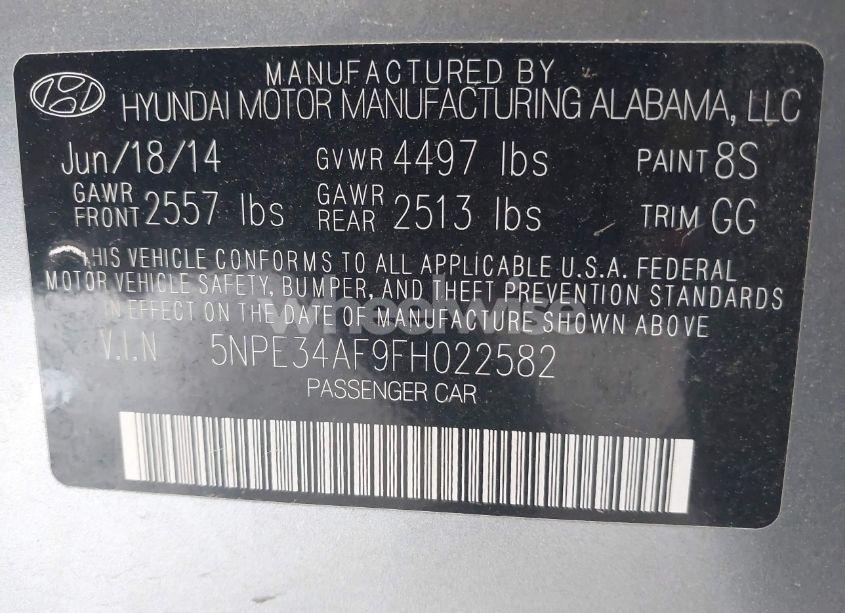 MANUFACTURED BY
HYUNDAI MOTOR MANUFACTURING ALABAMA, LLC
Jun/18/14 GVWR 4497 lbs PAINT 8S
GAWR FRONT 2557 lbs GAWR REAR 2513 lbs TRIM GG
THIS VEHICLE CONFORMS TO ALL APPLICABLE U.S.A. FEDERAL
MOTOR VEHICLE SAFETY, BUMPER, AND THEFT PREVENTION STANDARDS
IN EFFECT ON THE DATE OF MANUFACTURE SHOWN ABOVE
wheelwise
V.I.N 5NPE34AF9FH022582
PASSENGER CAR